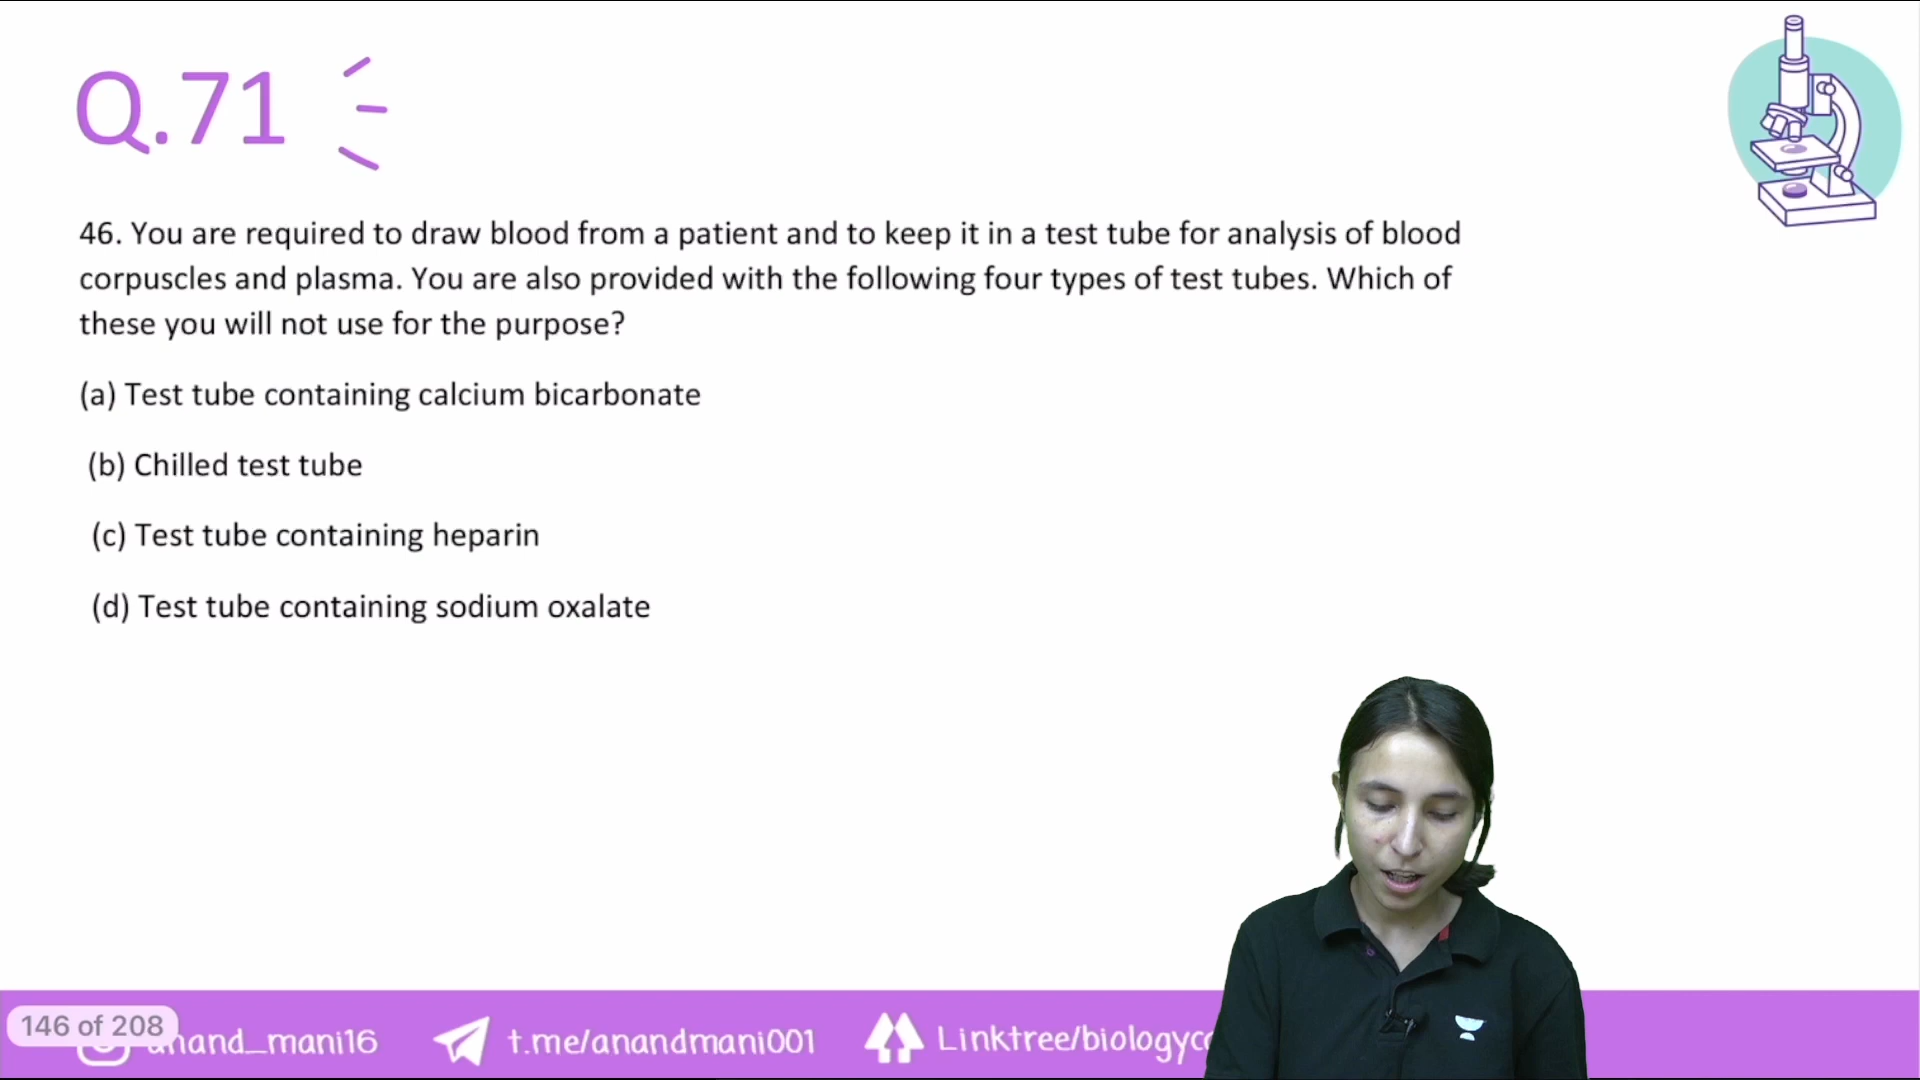 Q.71
46. You are required to draw blood from a patient and to keep it in a test tube for analysis of blood
corpuscles and plasma. You are also provided with the following four types of test tubes. Which of
these you will not use for the purpose?
(a) Test tube containing calcium bicarbonate
(b) Chilled test tube
(c) Test tube containing heparin
(d) Test tube containing sodium oxalate
146 of 208
anand_mani16
t.me/anandmani001
Linktree/biologyc